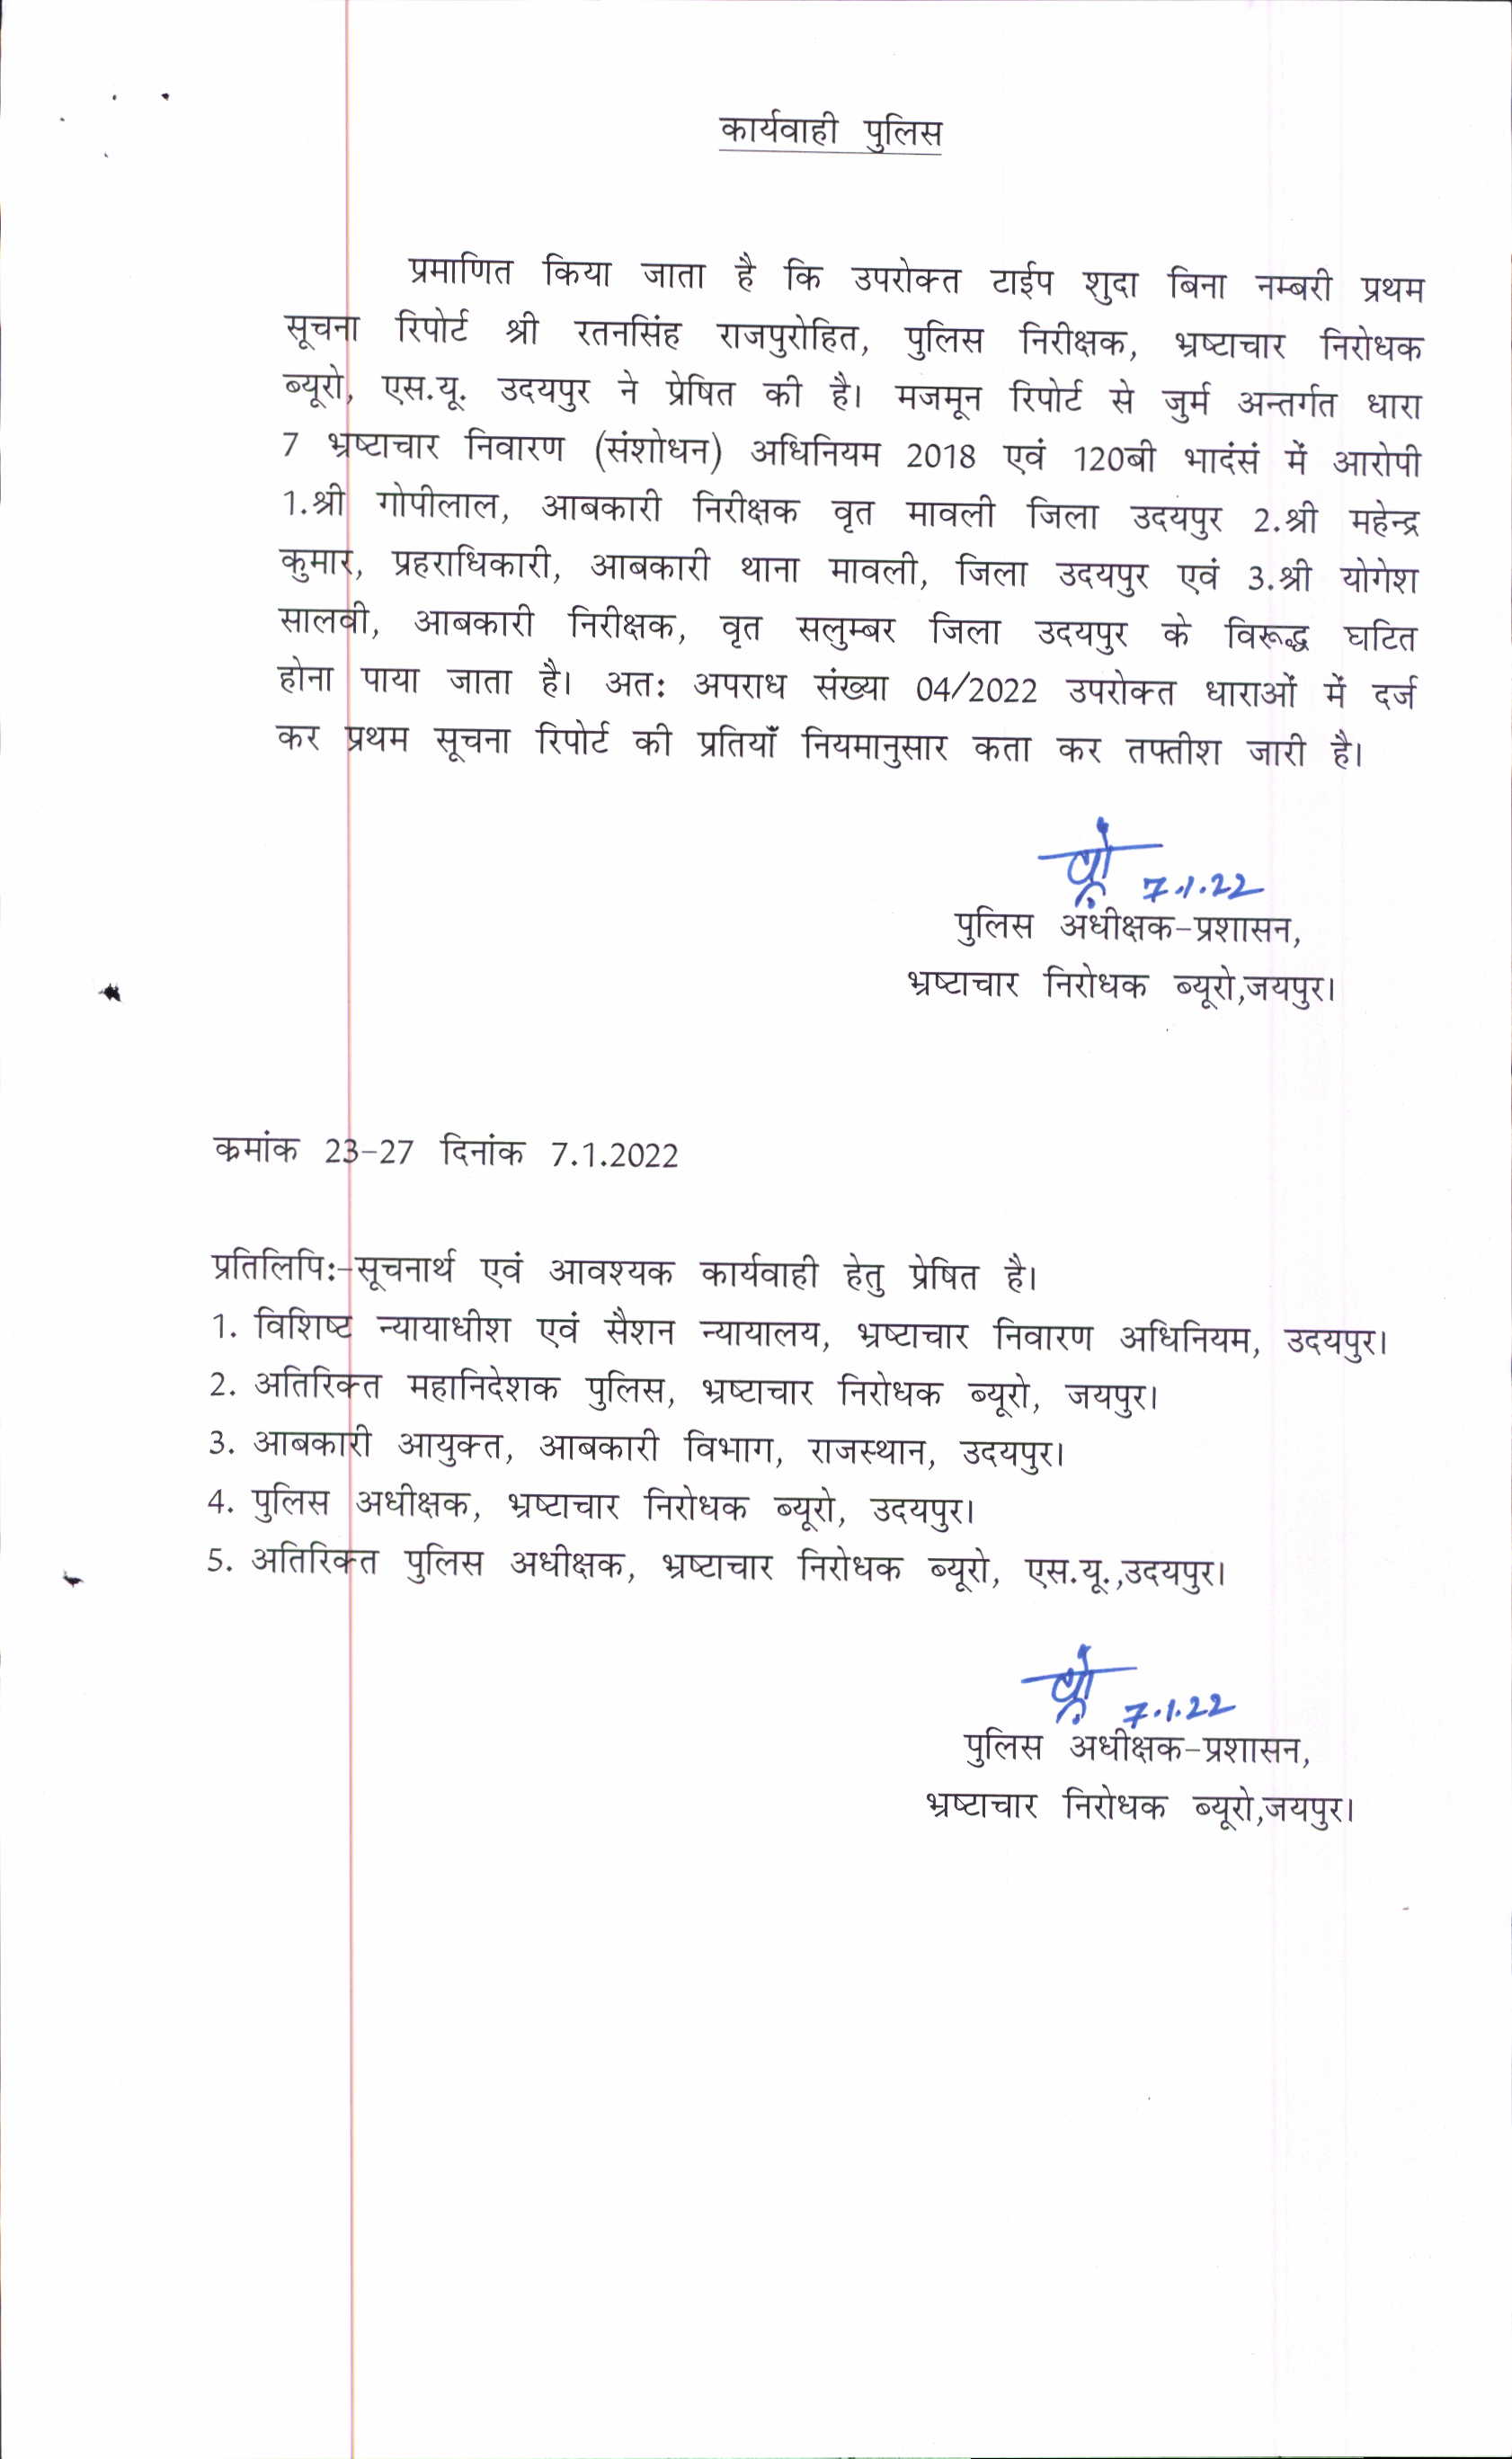 कार्यवाही पुलिस
प्रमाणित किया जाता है कि उपरोक्त टाईप शुदा बिना नम्बरी प्रथम
सूचना रिपोर्ट श्री रतनसिंह राजपुरोहित, पुलिस निरीक्षक, भ्रष्टाचार निरोधक
ब्यूरो, एस.यू. उदयपुर ने प्रेषित की है। मजमून रिपोर्ट से जुर्म अन्तर्गत धारा
7 भ्रष्टाचार निवारण (संशोधन) अधिनियम 2018 एवं 120बी भादंसं में आरोपी
1.श्री गोपीलाल, आबकारी निरीक्षक वृत मावली जिला उदयपुर 2.श्री महेन्द्र
कुमार, प्रहराधिकारी, आबकारी थाना मावली, जिला उदयपुर एवं 3.श्री योगेश
सालवी, आबकारी निरीक्षक, वृत सलुम्बर जिला उदयपुर के विरूद्ध घटित
होना पाया जाता है। अतः अपराध संख्या 04/2022 उपरोक्त धाराओं में दर्ज
कर प्रथम सूचना रिपोर्ट की प्रतियाँ नियमानुसार कता कर तफ्तीश जारी है।
7.1.22
पुलिस अधीक्षक-प्रशासन,
भ्रष्टाचार निरोधक ब्यूरो,जयपुर।
क्रमांक 23-27 दिनांक 7.1.2022
प्रतिलिपिः-सूचनार्थ एवं आवश्यक कार्यवाही हेतु प्रेषित है।
1. विशिष्ट न्यायाधीश एवं सैशन न्यायालय, भ्रष्टाचार निवारण अधिनियम, उदयपुर।
2. अतिरिक्त महानिदेशक पुलिस, भ्रष्टाचार निरोधक ब्यूरो, जयपुर।
3. आबकारी आयुक्त, आबकारी विभाग, राजस्थान, उदयपुर।
4. पुलिस अधीक्षक, भ्रष्टाचार निरोधक ब्यूरो, उदयपुर।
5. अतिरिक्त पुलिस अधीक्षक, भ्रष्टाचार निरोधक ब्यूरो, एस.यू.,उदयपुर।
7.1.22
पुलिस अधीक्षक-प्रशासन,
भ्रष्टाचार निरोधक ब्यूरो,जयपुर।